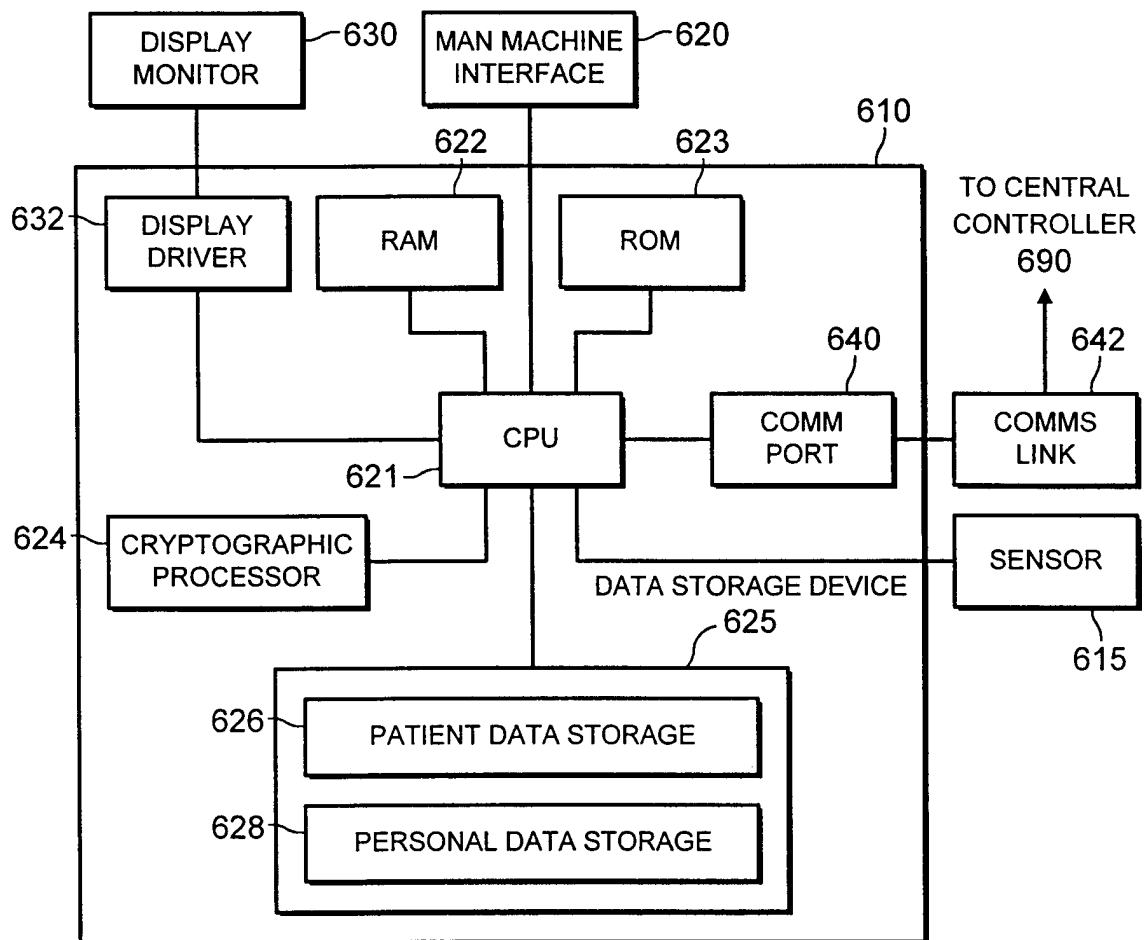 DISPLAY
MONITOR
630
MAN MACHINE
INTERFACE
620
610
622
623
632
DISPLAY
DRIVER
RAM
ROM
TO CENTRAL
CONTROLLER
690
640
642
CPU
621
COMM
PORT
COMMS
LINK
624
CRYPTOGRAPHIC
PROCESSOR
SENSOR
615
DATA STORAGE DEVICE
625
626
PATIENT DATA STORAGE
628
PERSONAL DATA STORAGE